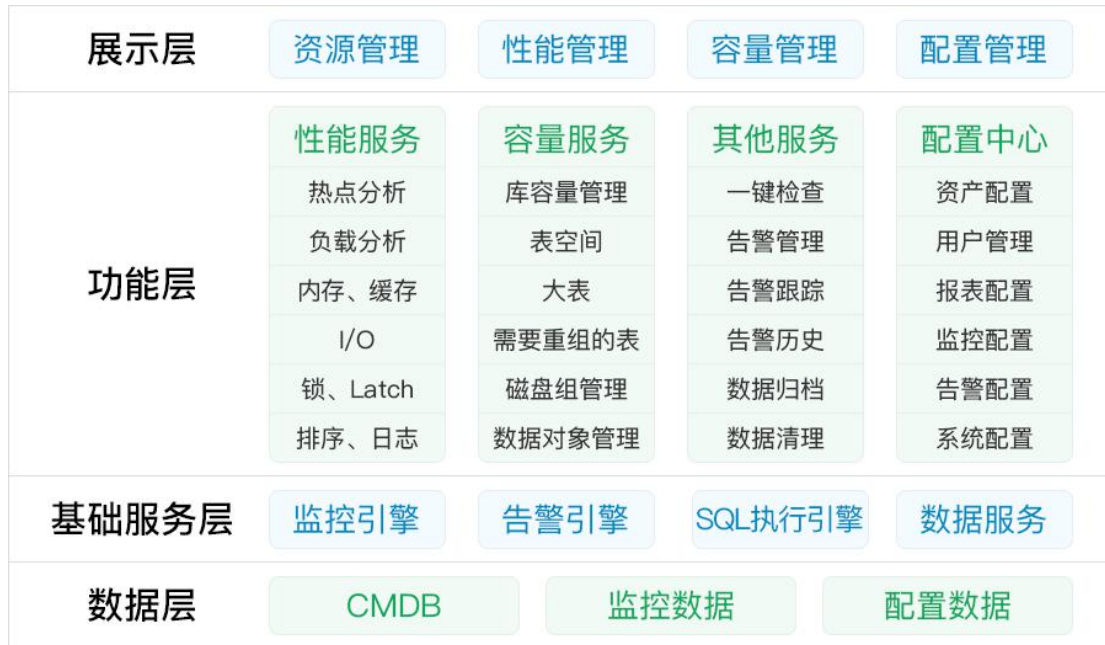 展示层
资源管理
性能管理
容量管理
配置管理
功能层
性能服务
热点分析
负载分析
内存、缓存
I/O
锁、Latch
排序、日志
容量服务
库容量管理
表空间
大表
需要重组的表
磁盘组管理
数据对象管理
其他服务
一键检查
告警管理
告警跟踪
告警历史
数据归档
数据清理
配置中心
资产配置
用户管理
报表配置
监控配置
告警配置
系统配置
基础服务层
监控引擎
告警引擎
SQL执行引擎
数据服务
数据层
CMDB
监控数据
配置数据